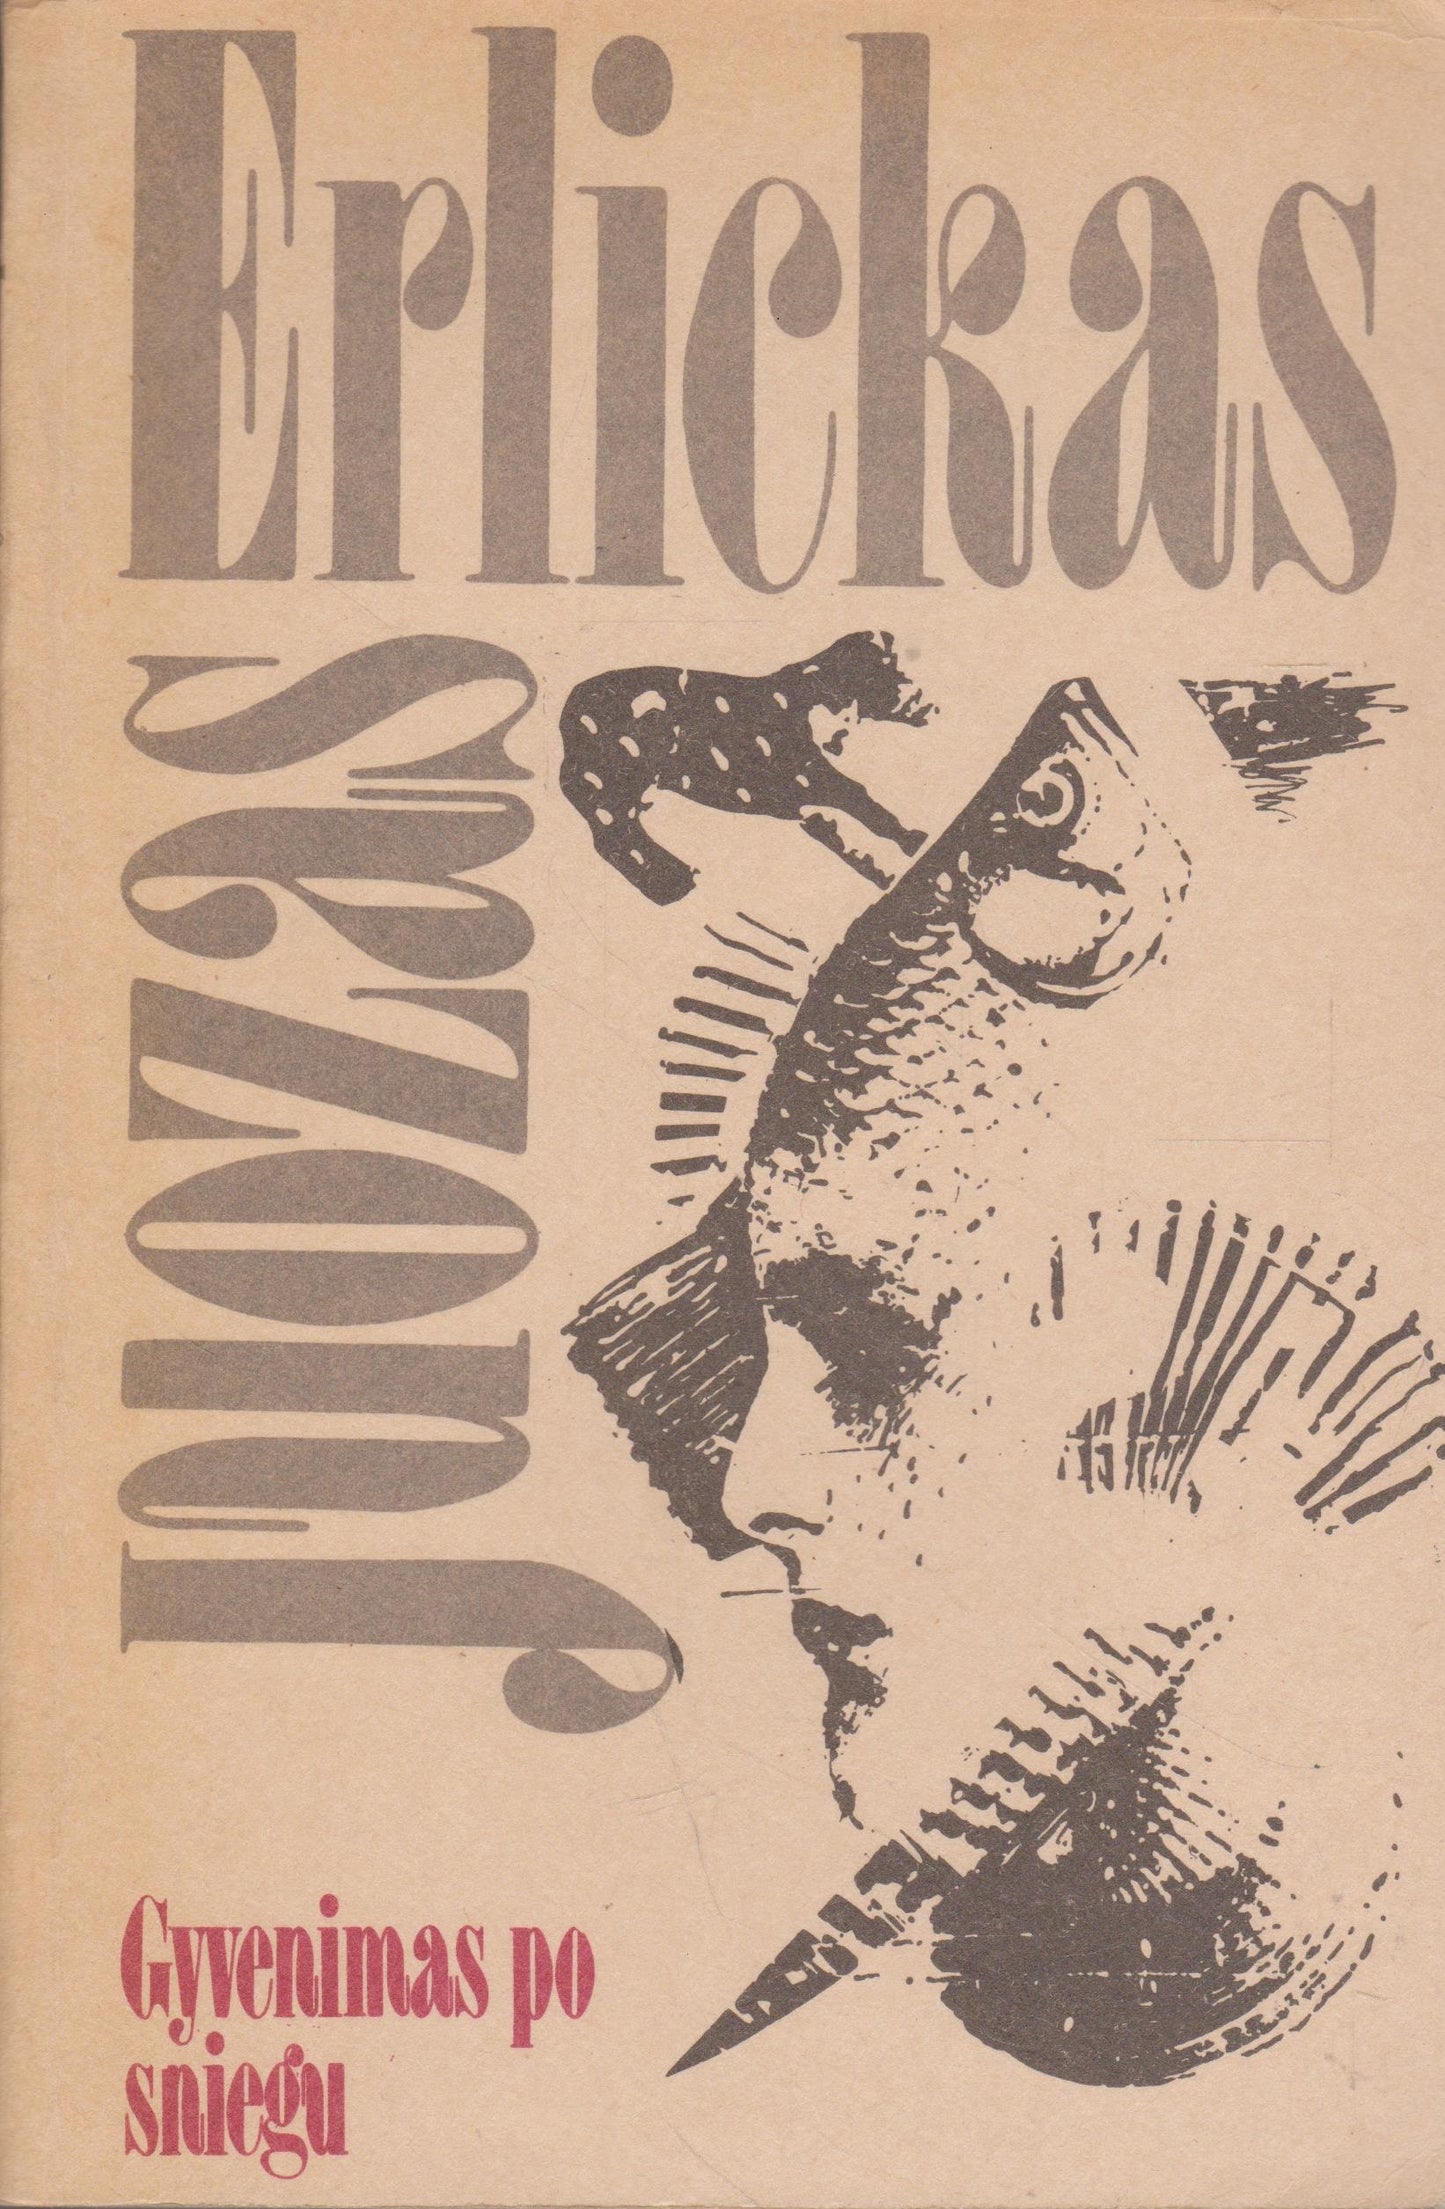 Erlickas
Juozas
Gyvenimas po
sniegu